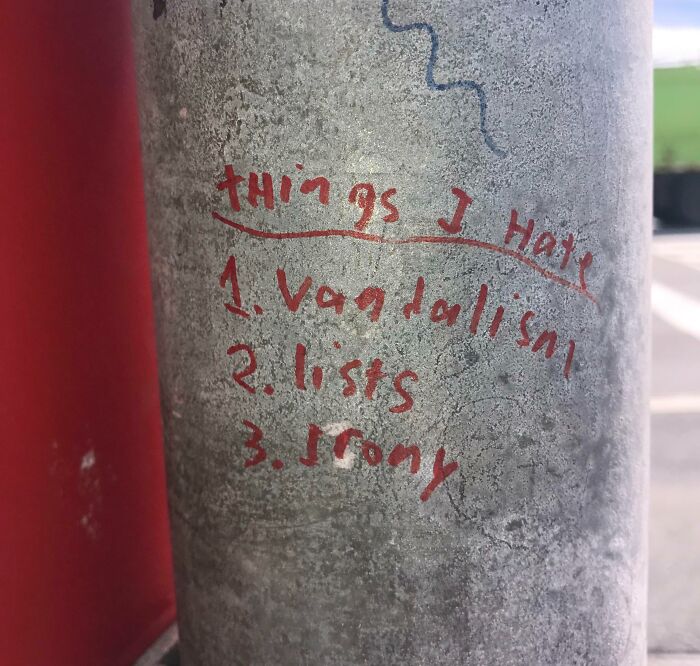 tHings I Hate
1. Vandalism
2. lists
3. Irony